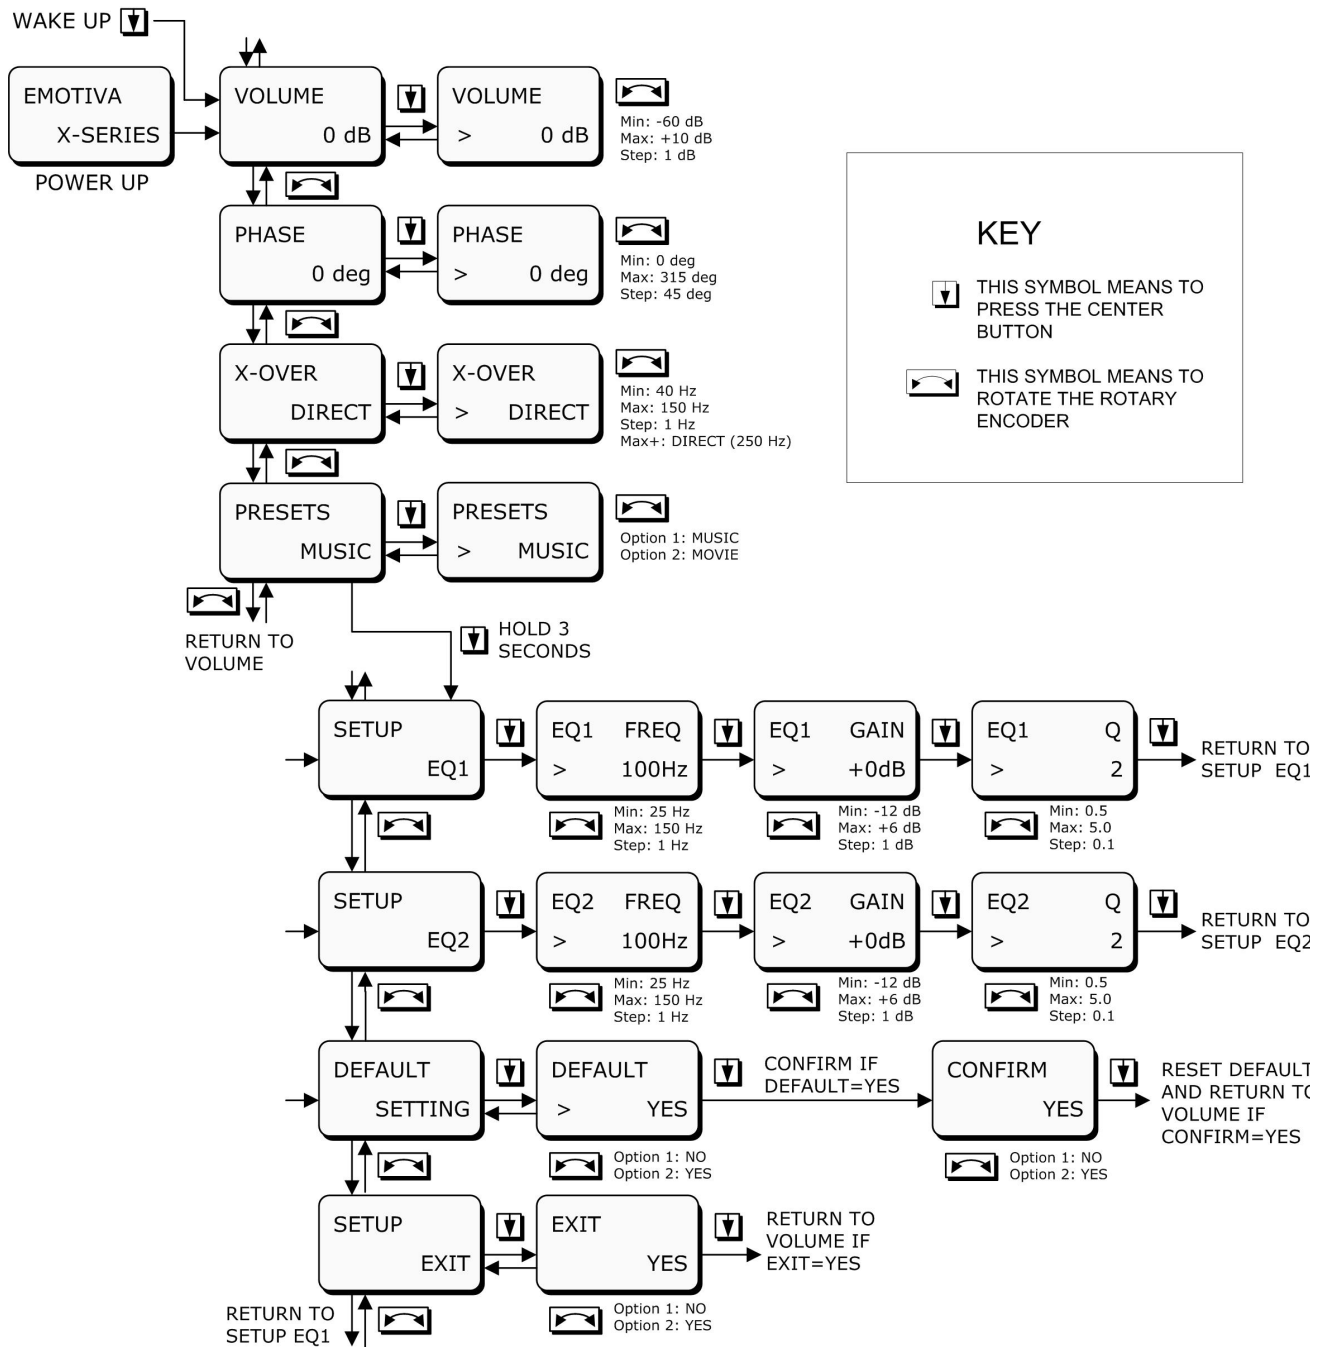 WAKE UP
EMOTIVA
X-SERIES
POWER UP
VOLUME
0 dB
VOLUME
> 0 dB
Min: -60 dB
Max: +10 dB
Step: 1 dB
PHASE
0 deg
PHASE
> 0 deg
Min: 0 deg
Max: 315 deg
Step: 45 deg
X-OVER
DIRECT
X-OVER
> DIRECT
Min: 40 Hz
Max: 150 Hz
Step: 1 Hz
Max+: DIRECT (250 Hz)
PRESETS
MUSIC
PRESETS
> MUSIC
Option 1: MUSIC
Option 2: MOVIE
RETURN TO
VOLUME
HOLD 3
SECONDS
KEY
THIS SYMBOL MEANS TO
PRESS THE CENTER
BUTTON
THIS SYMBOL MEANS TO
ROTATE THE ROTARY
ENCODER
SETUP
EQ1
EQ1 FREQ
> 100Hz
Min: 25 Hz
Max: 150 Hz
Step: 1 Hz
EQ1 GAIN
> +0dB
Min: -12 dB
Max: +6 dB
Step: 1 dB
EQ1 Q
> 2
Min: 0.5
Max: 5.0
Step: 0.1
RETURN TO
SETUP EQ1
SETUP
EQ2
EQ2 FREQ
> 100Hz
Min: 25 Hz
Max: 150 Hz
Step: 1 Hz
EQ2 GAIN
> +0dB
Min: -12 dB
Max: +6 dB
Step: 1 dB
EQ2 Q
> 2
Min: 0.5
Max: 5.0
Step: 0.1
RETURN TO
SETUP EQ2
DEFAULT
SETTING
DEFAULT
> YES
Option 1: NO
Option 2: YES
CONFIRM IF
DEFAULT=YES
CONFIRM
YES
Option 1: NO
Option 2: YES
RESET DEFAULT
AND RETURN TO
VOLUME IF
CONFIRM=YES
SETUP
EXIT
EXIT
YES
Option 1: NO
Option 2: YES
RETURN TO
VOLUME IF
EXIT=YES
RETURN TO
SETUP EQ1